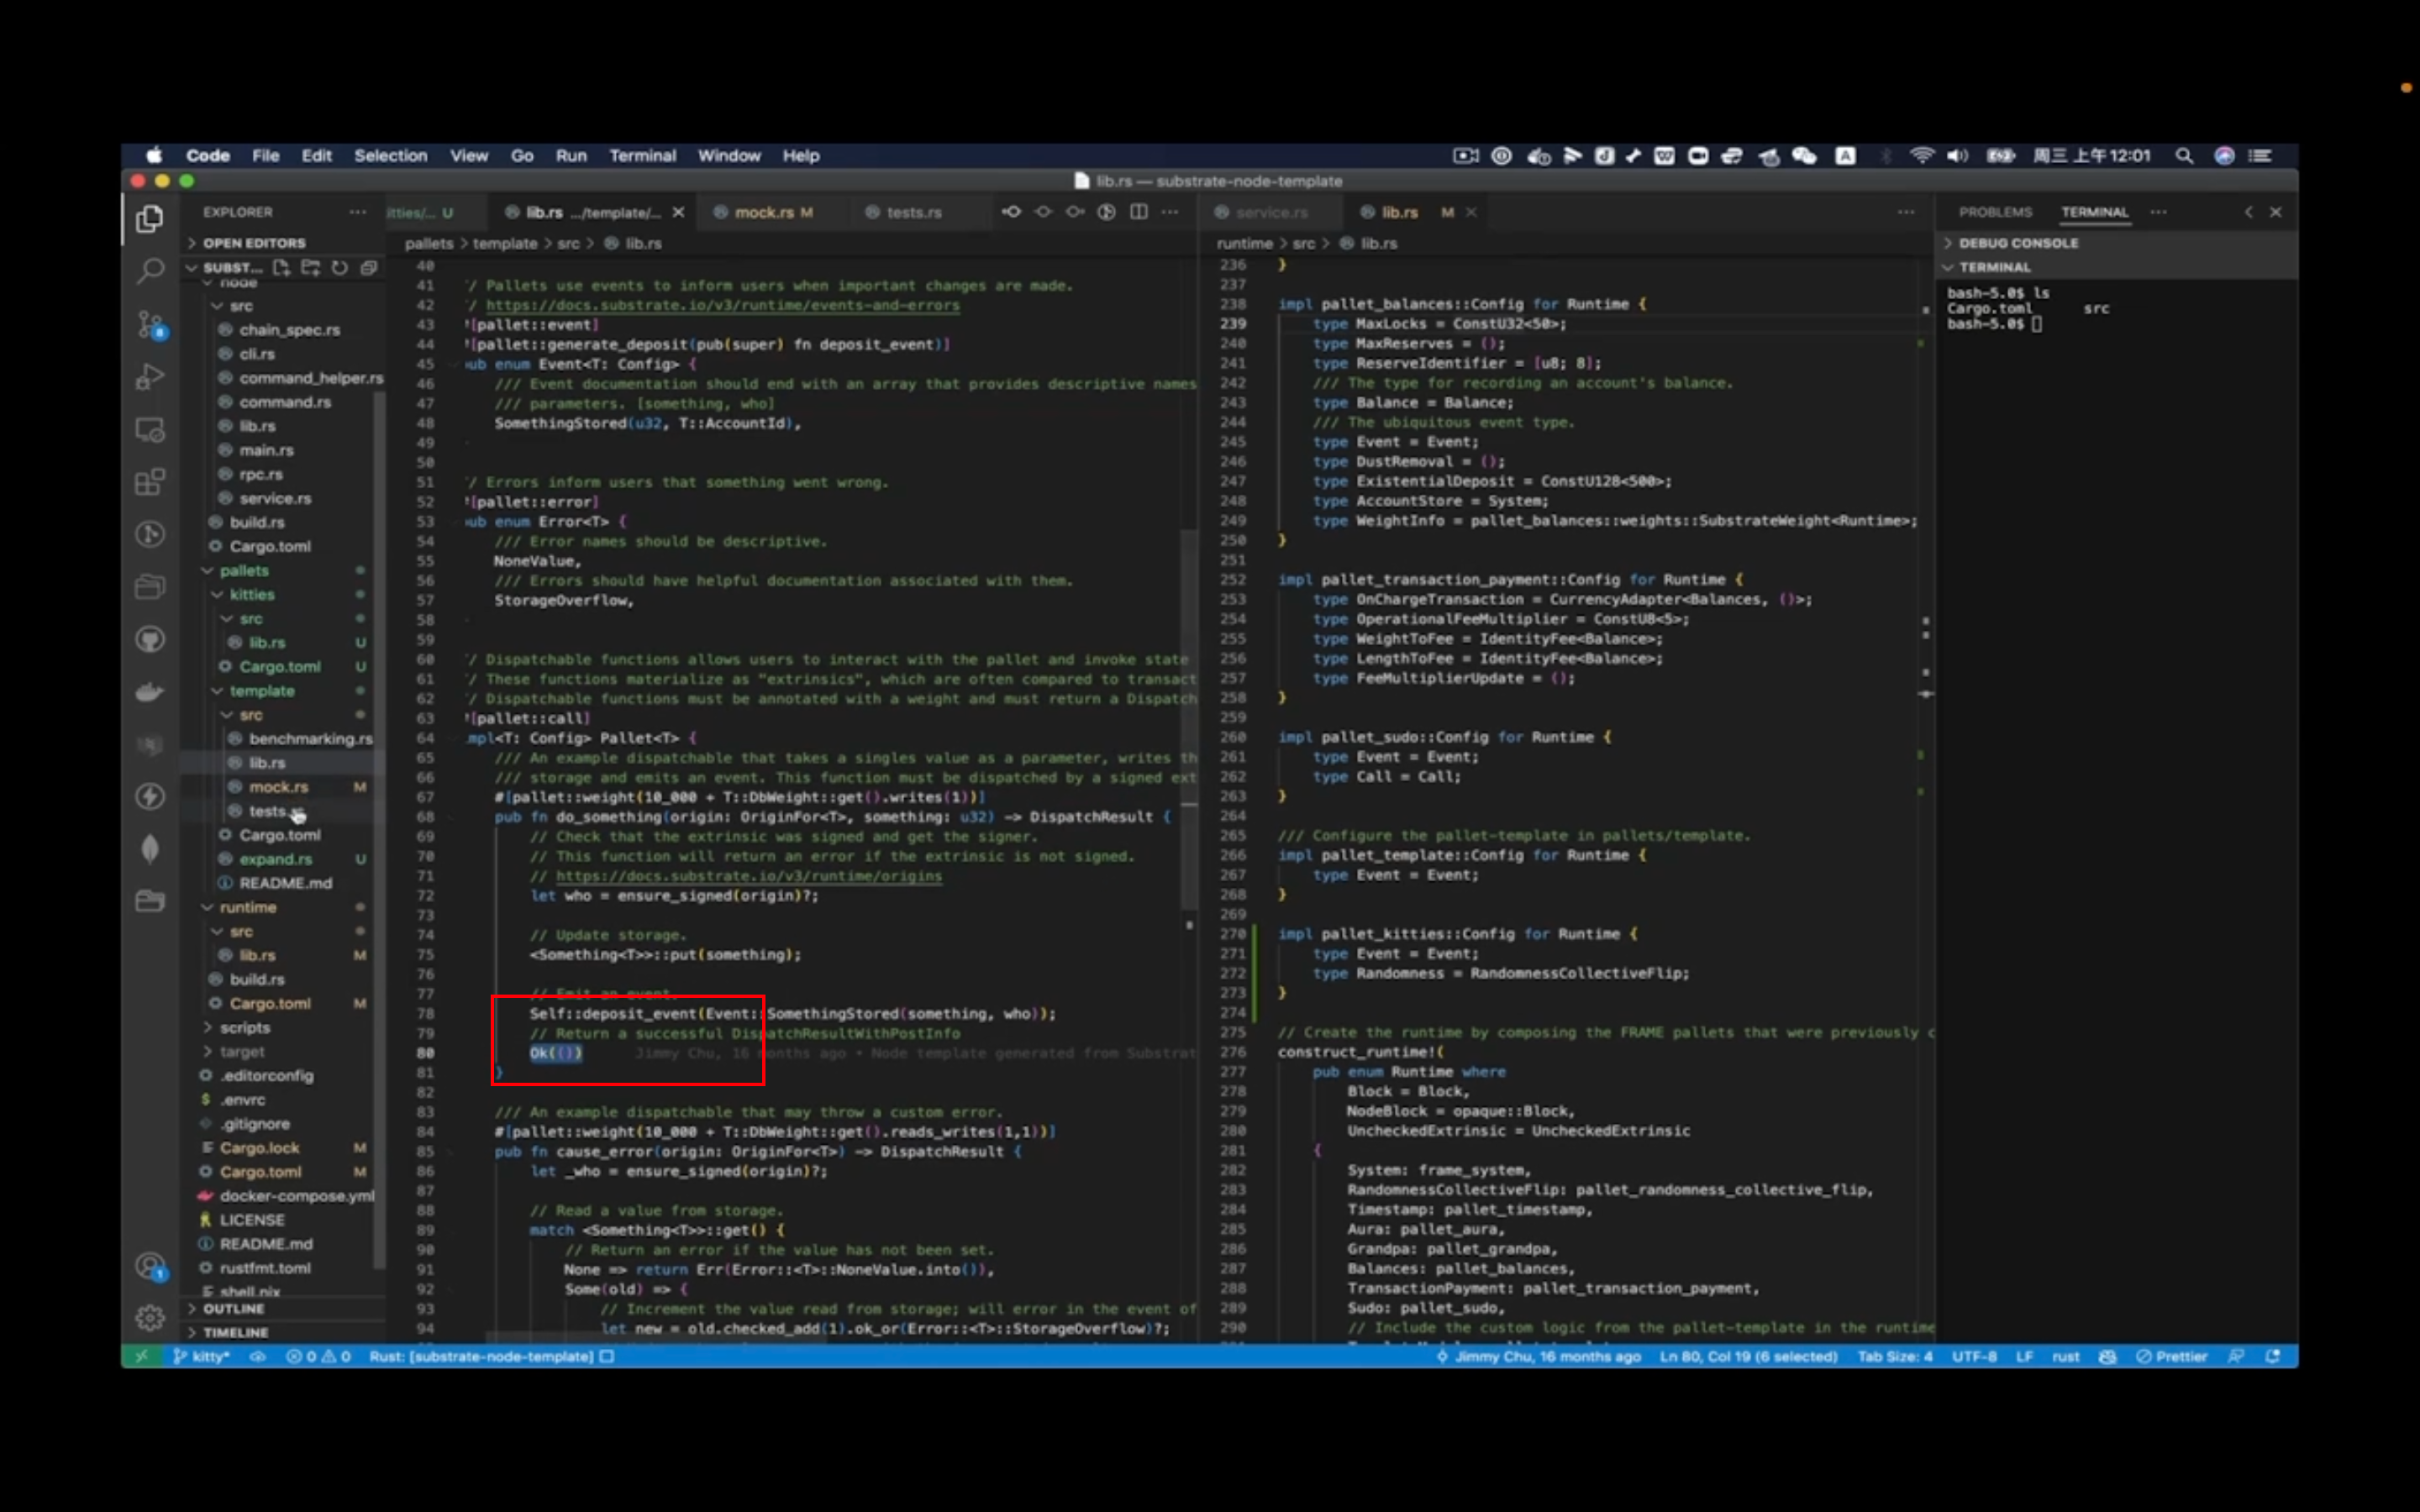 Code File Edit Selection View Go Run Terminal Window Help
周三上午12:01
lib.rs — substrate-node-template
EXPLORER
OPEN EDITORS
SUBST...
node
src
chain_spec.rs
cli.rs
command_helper.rs
command.rs
lib.rs
main.rs
rpc.rs
service.rs
build.rs
Cargo.toml
pallets
kitties
src
lib.rs U
Cargo.toml U
template
src
benchmarking.rs
lib.rs
mock.rs M
tests.
Cargo.toml
expand.rs U
README.md
runtime
src
lib.rs M
build.rs
Cargo.toml M
scripts
target
.editorconfig
.envrc
.gitignore
Cargo.lock M
Cargo.toml M
docker-compose.yml
LICENSE
README.md
rustfmt.toml
shell.nix
OUTLINE
TIMELINE
itties/... U lib.rs .../template/... mock.rs M tests.rs
pallets > template > src > lib.rs
40
41 / Pallets use events to inform users when important changes are made.
42 / https://docs.substrate.io/v3/runtime/events-and-errors
43 [pallet::event]
44 [pallet::generate_deposit(pub(super) fn deposit_event)]
45 ub enum Event<T: Config> {
46 /// Event documentation should end with an array that provides descriptive names
47 /// parameters. [something, who]
48 SomethingStored(u32, T::AccountId),
49
50
51 / Errors inform users that something went wrong.
52 [pallet::error]
53 ub enum Error<T> {
54 /// Error names should be descriptive.
55 NoneValue,
56 /// Errors should have helpful documentation associated with them.
57 StorageOverflow,
58
59
60 / Dispatchable functions allows users to interact with the pallet and invoke state
61 / These functions materialize as "extrinsics", which are often compared to transact
62 / Dispatchable functions must be annotated with a weight and must return a Dispatch
63 [pallet::call]
64 mpl<T: Config> Pallet<T> {
65 /// An example dispatchable that takes a singles value as a parameter, writes th
66 /// storage and emits an event. This function must be dispatched by a signed ext
67 #[pallet::weight(10_000 + T::DbWeight::get().writes(1))]
68 pub fn do_something(origin: OriginFor<T>, something: u32) -> DispatchResult {
69 // Check that the extrinsic was signed and get the signer.
70 // This function will return an error if the extrinsic is not signed.
71 // https://docs.substrate.io/v3/runtime/origins
72 let who = ensure_signed(origin)?;
73
74 // Update storage.
75 <Something<T>>::put(something);
76
77 // Emit an event.
78 Self::deposit_event(Event::SomethingStored(something, who));
79 // Return a successful DispatchResultWithPostInfo
80 Ok(()) Jimmy Chu, 16 months ago • Node template generated from Substrat
81 }
82
83 /// An example dispatchable that may throw a custom error.
84 #[pallet::weight(10_000 + T::DbWeight::get().reads_writes(1,1))]
85 pub fn cause_error(origin: OriginFor<T>) -> DispatchResult {
86 let _who = ensure_signed(origin)?;
87
88 // Read a value from storage.
89 match <Something<T>>::get() {
90 // Return an error if the value has not been set.
91 None => return Err(Error::<T>::NoneValue.into()),
92 Some(old) => {
93 // Increment the value read from storage; will error in the event of
94 let new = old.checked_add(1).ok_or(Error::<T>::StorageOverflow)?;
service.rs lib.rs M
runtime > src > lib.rs
236 }
237
238 impl pallet_balances::Config for Runtime {
239 type MaxLocks = ConstU32<50>;
240 type MaxReserves = ();
241 type ReserveIdentifier = [u8; 8];
242 /// The type for recording an account's balance.
243 type Balance = Balance;
244 /// The ubiquitous event type.
245 type Event = Event;
246 type DustRemoval = ();
247 type ExistentialDeposit = ConstU128<500>;
248 type AccountStore = System;
249 type WeightInfo = pallet_balances::weights::SubstrateWeight<Runtime>;
250 }
251
252 impl pallet_transaction_payment::Config for Runtime {
253 type OnChargeTransaction = CurrencyAdapter<Balances, ()>;
254 type OperationalFeeMultiplier = ConstU8<5>;
255 type WeightToFee = IdentityFee<Balance>;
256 type LengthToFee = IdentityFee<Balance>;
257 type FeeMultiplierUpdate = ();
258 }
259
260 impl pallet_sudo::Config for Runtime {
261 type Event = Event;
262 type Call = Call;
263 }
264
265 /// Configure the pallet-template in pallets/template.
266 impl pallet_template::Config for Runtime {
267 type Event = Event;
268 }
269
270 impl pallet_kitties::Config for Runtime {
271 type Event = Event;
272 type Randomness = RandomnessCollectiveFlip;
273 }
274
275 // Create the runtime by composing the FRAME pallets that were previously c
276 construct_runtime!(
277 pub enum Runtime where
278 Block = Block,
279 NodeBlock = opaque::Block,
280 UncheckedExtrinsic = UncheckedExtrinsic
281 {
282 System: frame_system,
283 RandomnessCollectiveFlip: pallet_randomness_collective_flip,
284 Timestamp: pallet_timestamp,
285 Aura: pallet_aura,
286 Grandpa: pallet_grandpa,
287 Balances: pallet_balances,
288 TransactionPayment: pallet_transaction_payment,
289 Sudo: pallet_sudo,
290 // Include the custom logic from the pallet-template in the runtime
PROBLEMS TERMINAL
DEBUG CONSOLE
TERMINAL
bash-5.0$ ls
Cargo.toml src
bash-5.0$
kitty* 0 0 Rust: [substrate-node-template] Jimmy Chu, 16 months ago Ln 80, Col 19 (6 selected) Tab Size: 4 UTF-8 LF rust Prettier